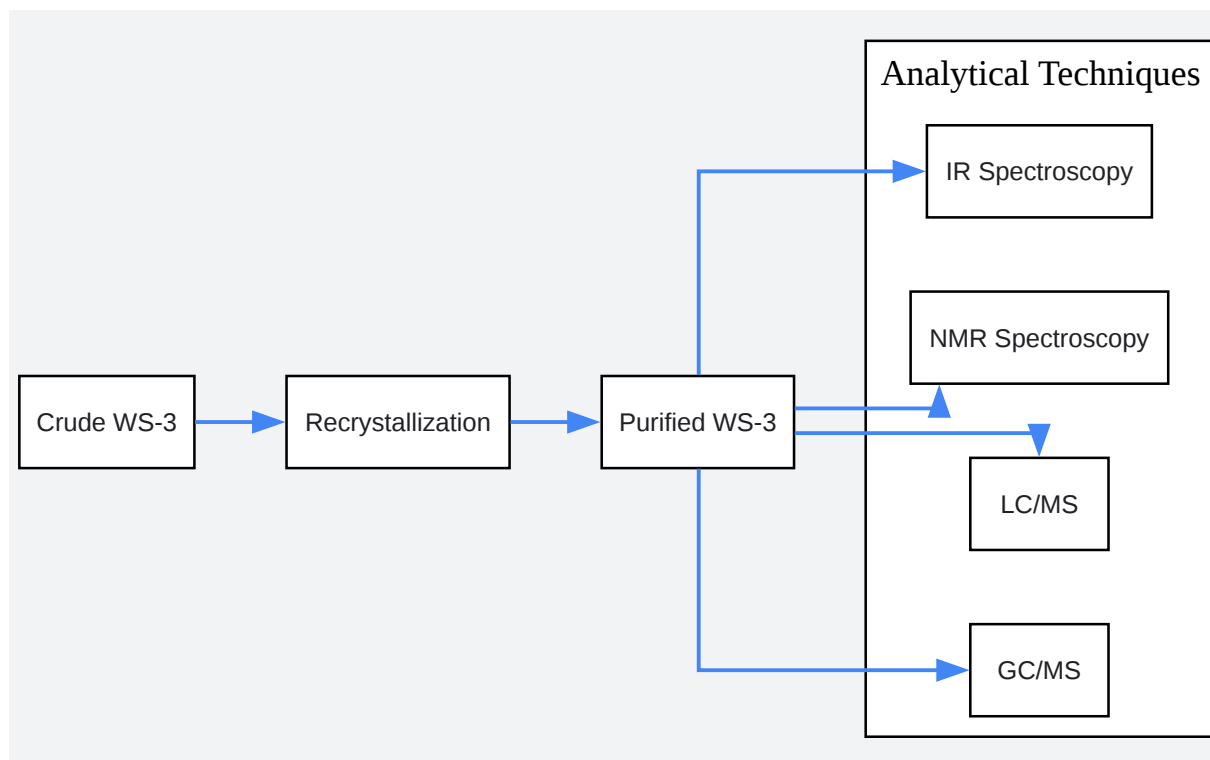 Analytical Techniques
IR Spectroscopy
NMR Spectroscopy
Crude WS-3
Recrystallization
Purified WS-3
LC/MS
GC/MS